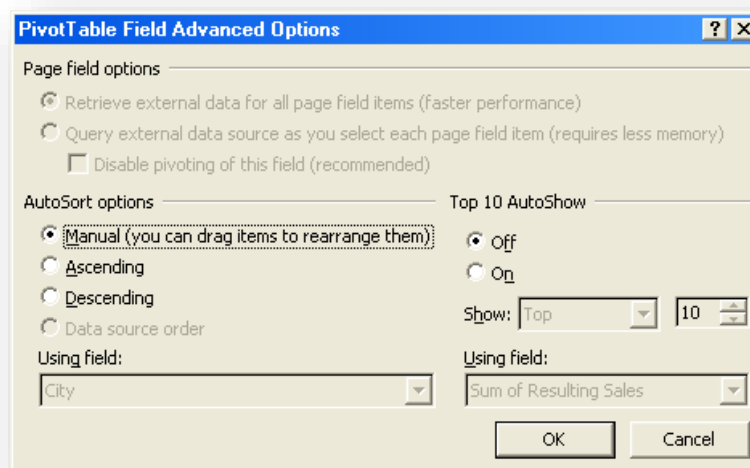 PivotTable Field Advanced Options
Page field options
Retrieve external data for all page field items (faster performance)
Query external data source as you select each page field item (requires less memory)
Disable pivoting of this field (recommended)
AutoSort options
Manual (you can drag items to rearrange them)
Ascending
Descending
Data source order
Using field:
City
Top 10 AutoShow
Off
On
Show: Top 10
Using field:
Sum of Resulting Sales
OK Cancel